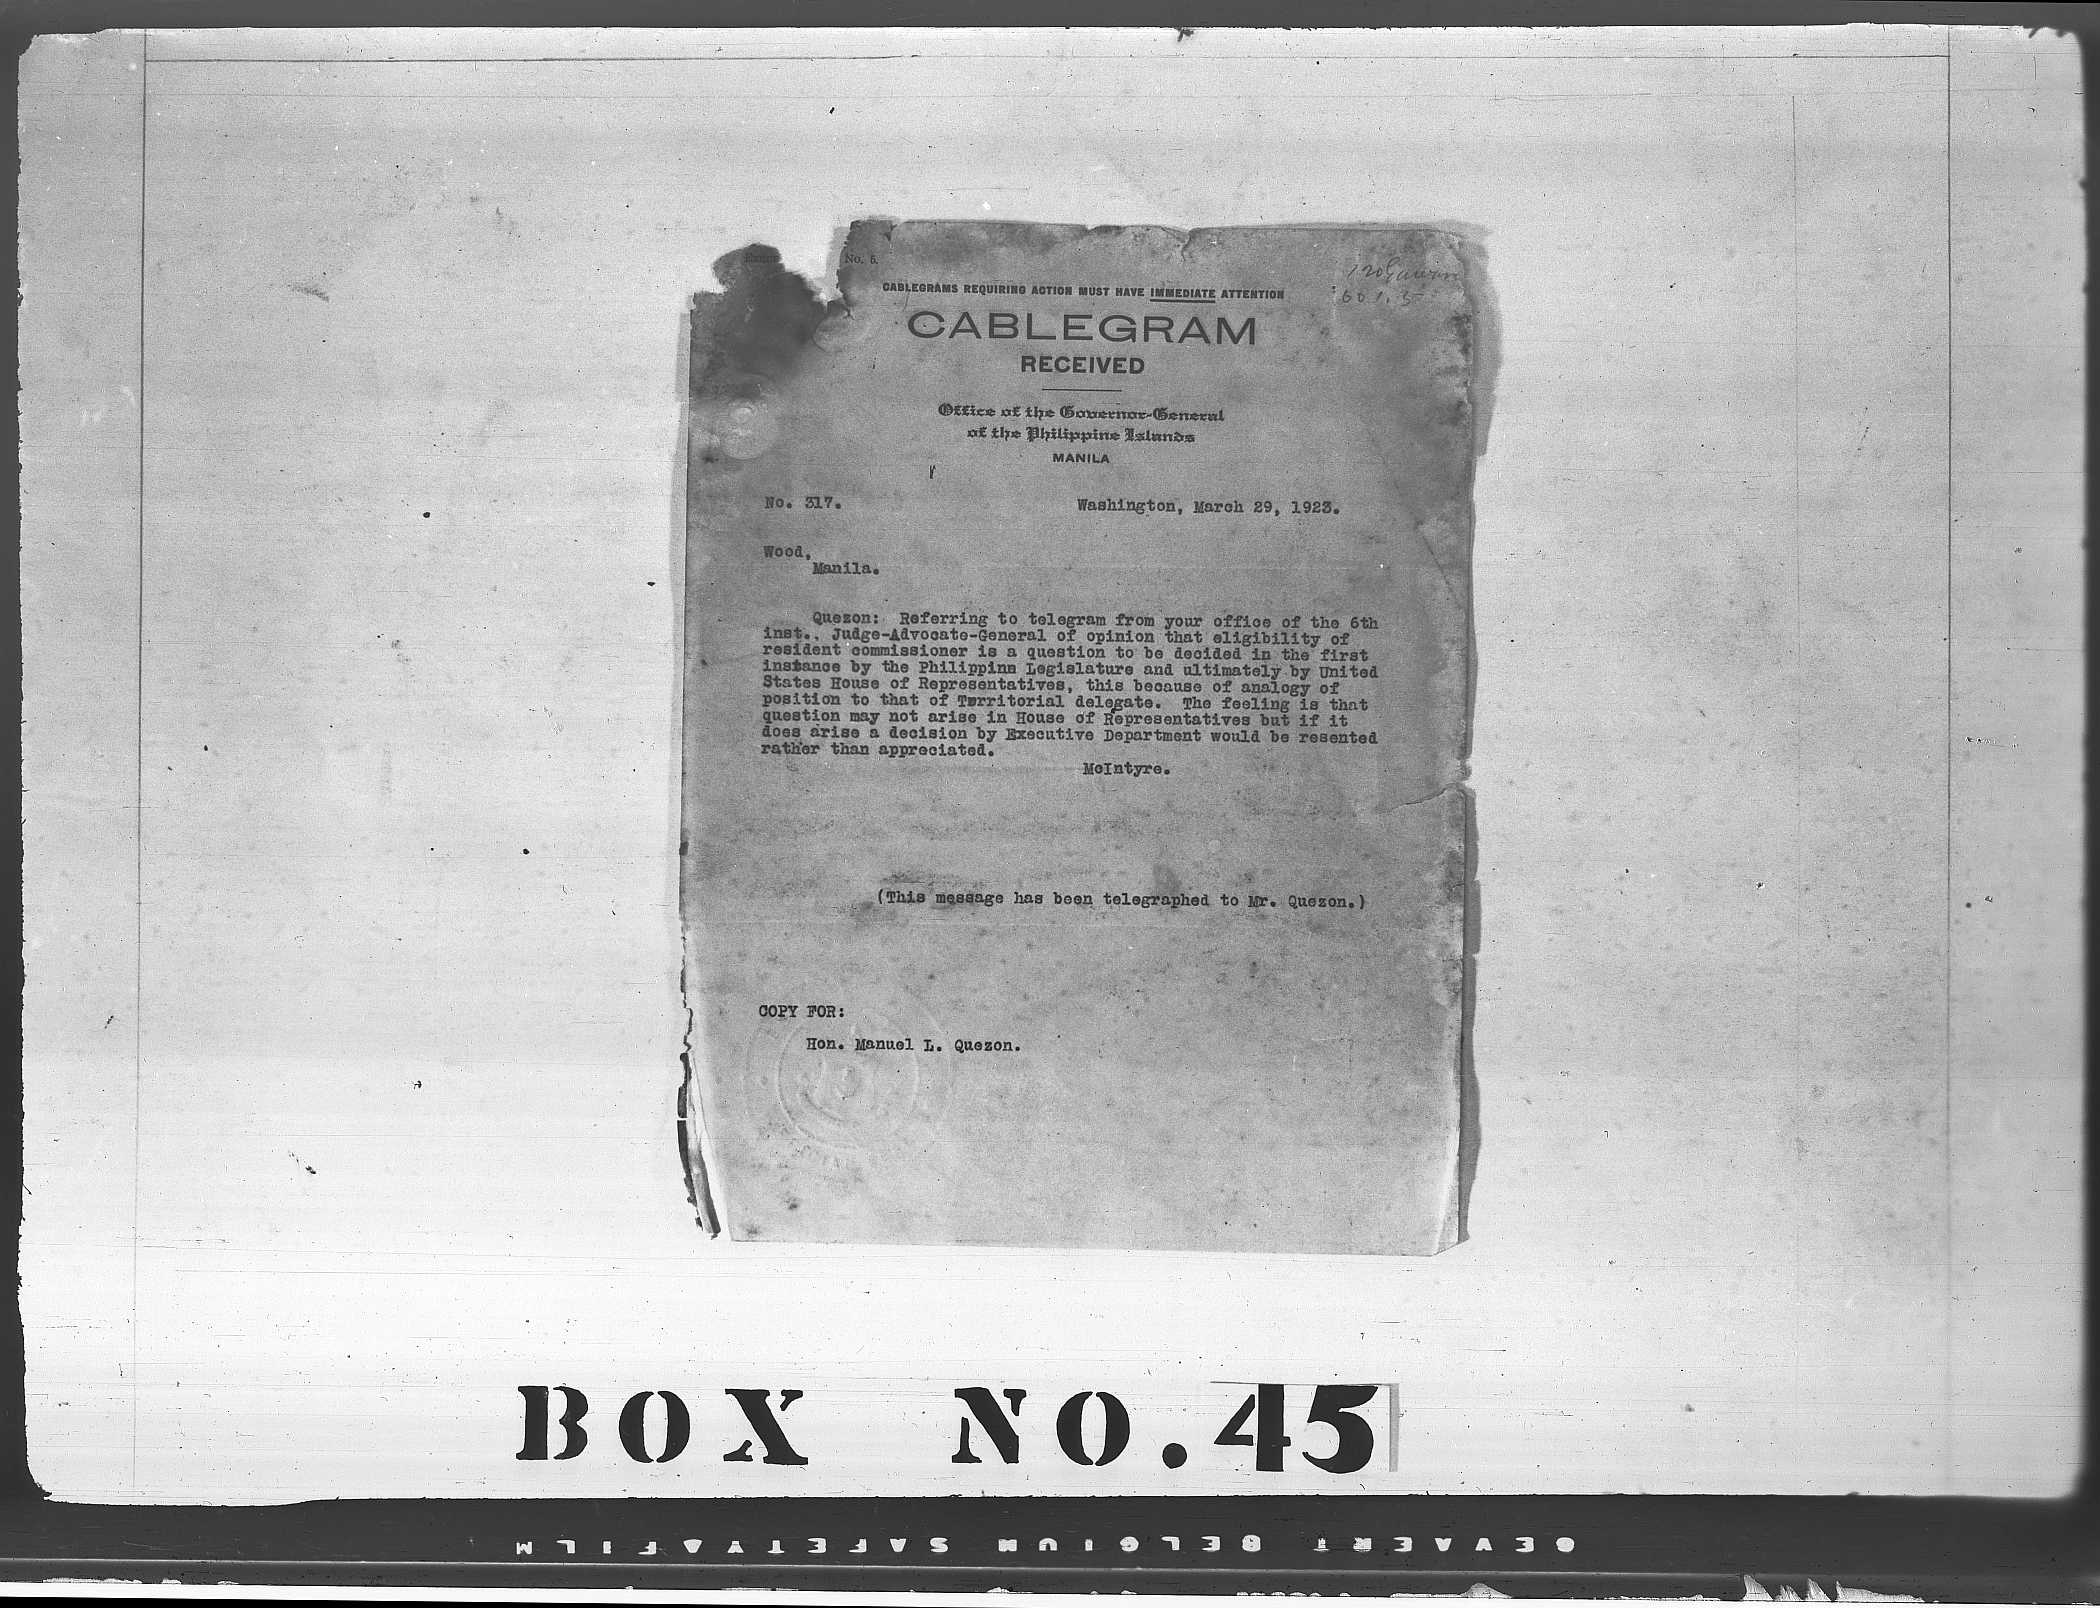 No. 5.
601.5
CABLEGRAMS REQUIRING ACTION MUST HAVE IMMEDIATE ATTENTION
CABLEGRAM
RECEIVED
Office of the Governor-General
of the Philippine Islands
MANILA
No. 317.
Washington, March 29, 1923.
Wood,
Manila.
Quezon: Referring to telegram from your office of the 6th
inst., Judge-Advocate-General of opinion that eligibility of
resident commissioner is a question to be decided in the first
instance by the Philippine Legislature and ultimately by United
States House of Representatives, this because of analogy of
position to that of Territorial delegate. The feeling is that
question may not arise in House of Representatives but if it
does arise a decision by Executive Department would be resented
rather than appreciated.
McIntyre.
(This message has been telegraphed to Mr. Quezon.)
COPY FOR:
Hon. Manuel L. Quezon.
BOX NO. 45
GEVAERT BELGIUM SAFETY FILM